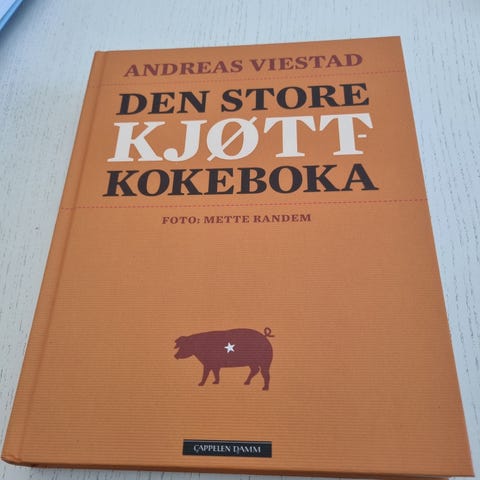 ANDREAS VIESTAD
DEN STORE
KJØTT-
KOKEBOKA
FOTO: METTE RANDEM
CAPPELEN DAMM